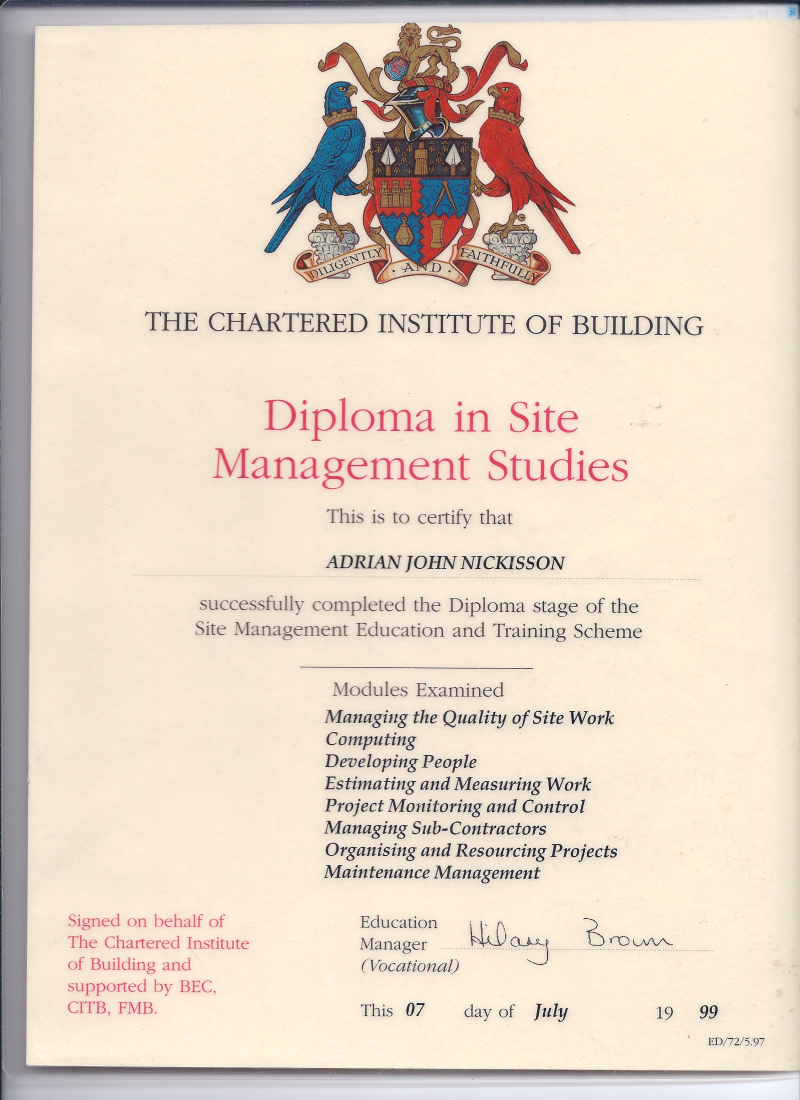 DILIGENTLY
· AND ·
FAITHFULLY
THE CHARTERED INSTITUTE OF BUILDING
Diploma in Site
Management Studies
This is to certify that
ADRIAN JOHN NICKISSON
successfully completed the Diploma stage of the
Site Management Education and Training Scheme
Modules Examined
Managing the Quality of Site Work
Computing
Developing People
Estimating and Measuring Work
Project Monitoring and Control
Managing Sub-Contractors
Organising and Resourcing Projects
Maintenance Management
Signed on behalf of
The Chartered Institute
of Building and
supported by BEC,
CITB, FMB.
Education
Manager Hilary Brown
(Vocational)
This 07 day of July 19 99
ED/72/5.97